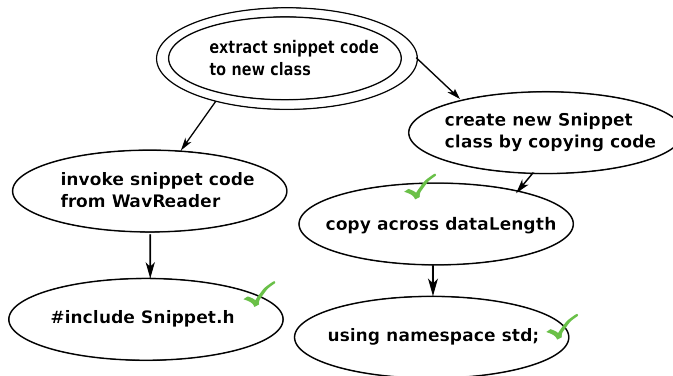 extract snippet code
to new class
create new Snippet
class by copying code
invoke snippet code
from WavReader
copy across dataLength
#include Snippet.h
using namespace std;